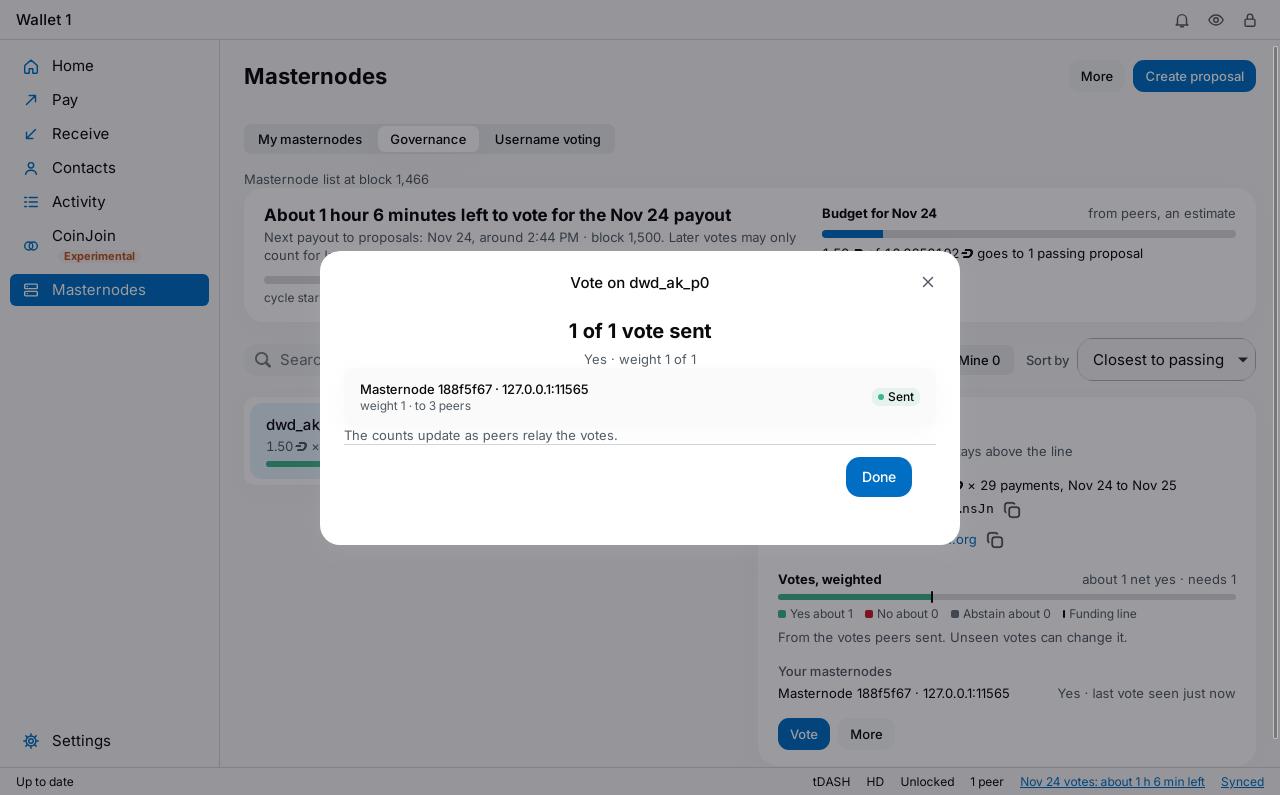 Wallet 1
Home
Pay
Receive
Contacts
Activity
CoinJoin
Experimental
Masternodes
Settings
Masternodes
More
Create proposal
My masternodes
Governance
Username voting
Masternode list at block 1,466
About 1 hour 6 minutes left to vote for the Nov 24 payout
Next payout to proposals: Nov 24, around 2:44 PM · block 1,500. Later votes may only
count for
cycle star
Budget for Nov 24
from peers, an estimate
goes to 1 passing proposal
Mine 0
Sort by
Closest to passing
dwd_ak
1.50 ×
ays above the line
× 29 payments, Nov 24 to Nov 25
.nsJn
.org
Votes, weighted
about 1 net yes · needs 1
Yes about 1
No about 0
Abstain about 0
Funding line
From the votes peers sent. Unseen votes can change it.
Your masternodes
Masternode 188f5f67 · 127.0.0.1:11565
Yes · last vote seen just now
Vote
More
Vote on dwd_ak_p0
1 of 1 vote sent
Yes · weight 1 of 1
Masternode 188f5f67 · 127.0.0.1:11565
weight 1 · to 3 peers
Sent
The counts update as peers relay the votes.
Done
Up to date
tDASH
HD
Unlocked
1 peer
Nov 24 votes: about 1 h 6 min left
Synced